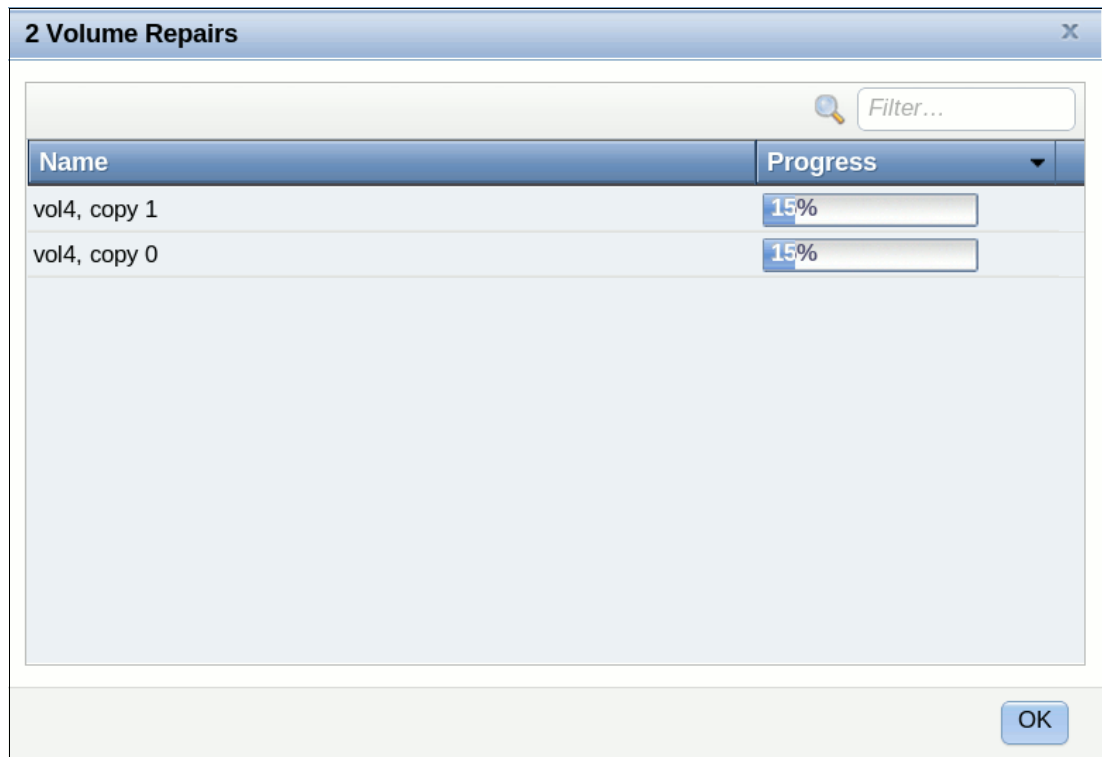 2 Volume Repairs x
Filter...
Name Progress
vol4, copy 1 15%
vol4, copy 0 15%
OK